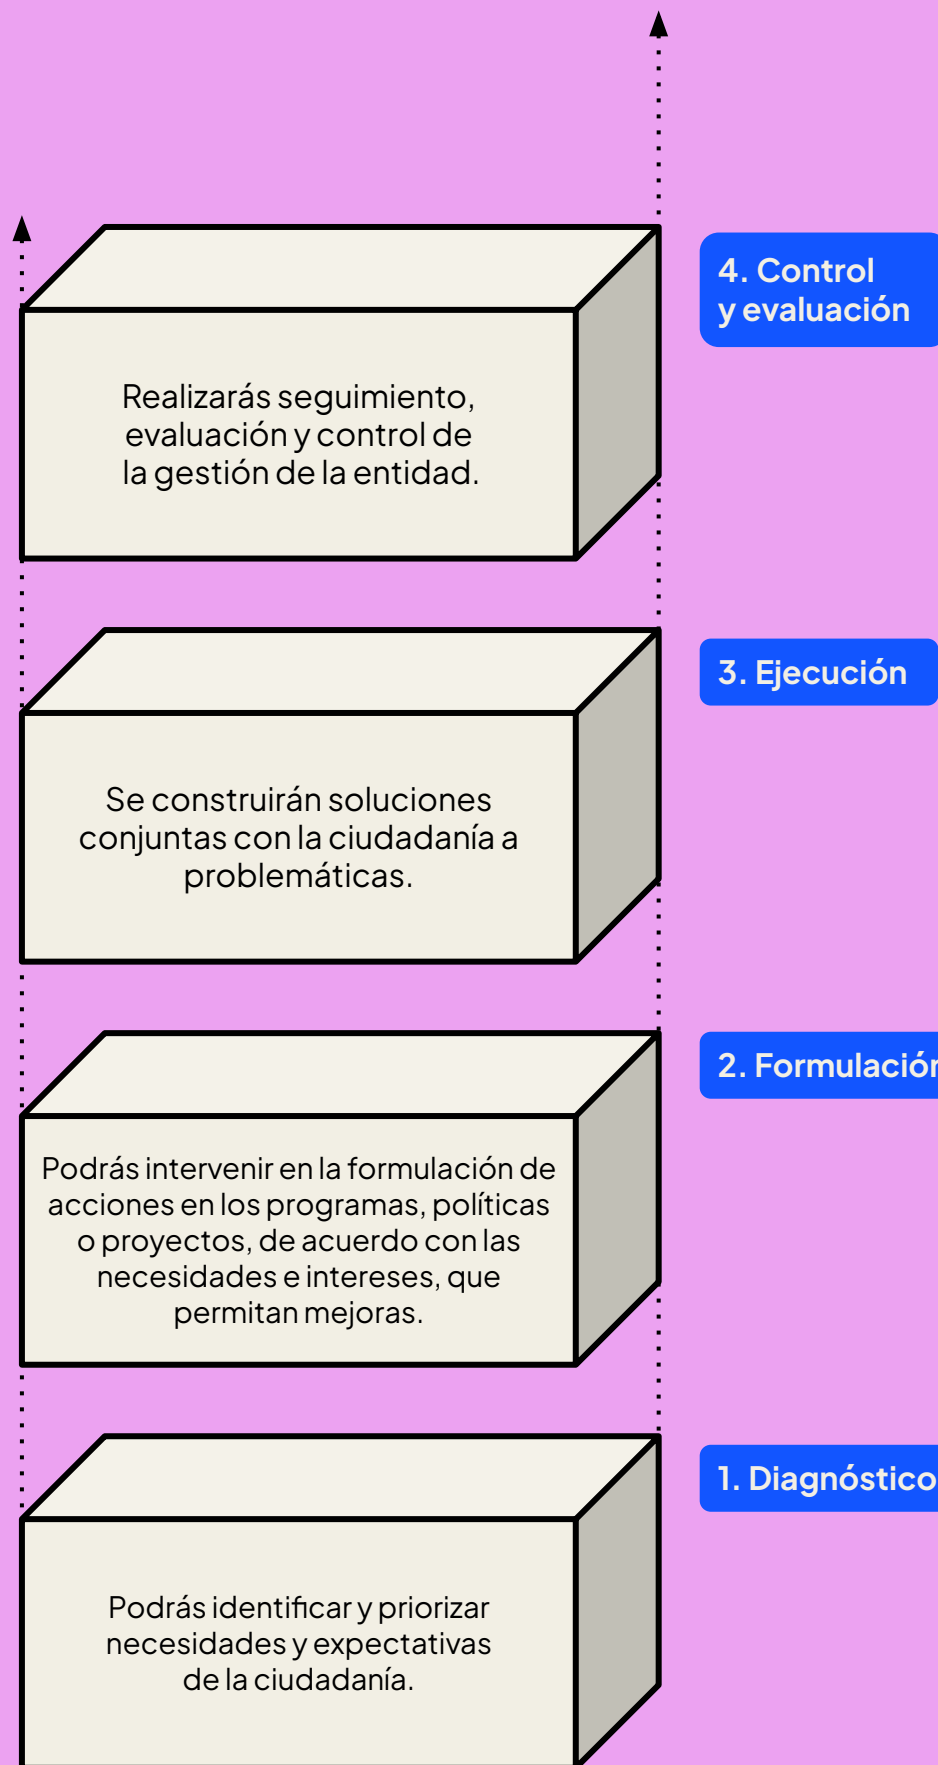 4. Control
y evaluación
Realizarás seguimiento,
evaluación y control de
la gestión de la entidad.
3. Ejecución
Se construirán soluciones
conjuntas con la ciudadanía a
problemáticas.
2. Formulación
Podrás intervenir en la formulación de
acciones en los programas, políticas
o proyectos, de acuerdo con las
necesidades e intereses, que
permitan mejoras.
1. Diagnóstico
Podrás identificar y priorizar
necesidades y expectativas
de la ciudadanía.